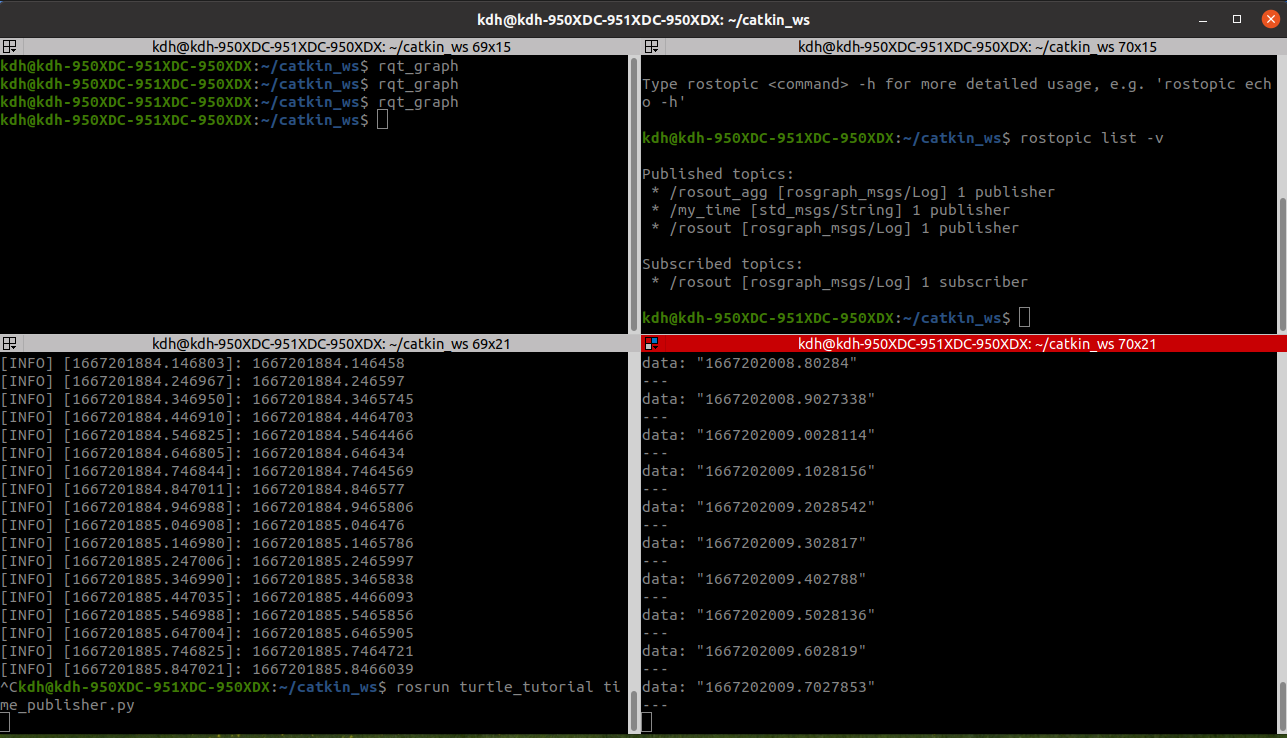 kdh@kdh-950XDC-951XDC-950XDX: ~/catkin_ws
kdh@kdh-950XDC-951XDC-950XDX: ~/catkin_ws 69x15
kdh@kdh-950XDC-951XDC-950XDX:~/catkin_ws$ rqt_graph
kdh@kdh-950XDC-951XDC-950XDX:~/catkin_ws$ rqt_graph
kdh@kdh-950XDC-951XDC-950XDX:~/catkin_ws$ rqt_graph
kdh@kdh-950XDC-951XDC-950XDX:~/catkin_ws$
kdh@kdh-950XDC-951XDC-950XDX: ~/catkin_ws 70x15
Type rostopic <command> -h for more detailed usage, e.g. 'rostopic ech
o -h'
kdh@kdh-950XDC-951XDC-950XDX:~/catkin_ws$ rostopic list -v
Published topics:
 * /rosout_agg [rosgraph_msgs/Log] 1 publisher
 * /my_time [std_msgs/String] 1 publisher
 * /rosout [rosgraph_msgs/Log] 1 publisher
Subscribed topics:
 * /rosout [rosgraph_msgs/Log] 1 subscriber
kdh@kdh-950XDC-951XDC-950XDX:~/catkin_ws$
kdh@kdh-950XDC-951XDC-950XDX: ~/catkin_ws 69x21
[INFO] [1667201884.146803]: 1667201884.146458
[INFO] [1667201884.246967]: 1667201884.246597
[INFO] [1667201884.346950]: 1667201884.3465745
[INFO] [1667201884.446910]: 1667201884.4464703
[INFO] [1667201884.546825]: 1667201884.5464466
[INFO] [1667201884.646805]: 1667201884.646434
[INFO] [1667201884.746844]: 1667201884.7464569
[INFO] [1667201884.847011]: 1667201884.846577
[INFO] [1667201884.946988]: 1667201884.9465806
[INFO] [1667201885.046908]: 1667201885.046476
[INFO] [1667201885.146980]: 1667201885.1465786
[INFO] [1667201885.247006]: 1667201885.2465997
[INFO] [1667201885.346990]: 1667201885.3465838
[INFO] [1667201885.447035]: 1667201885.4466093
[INFO] [1667201885.546988]: 1667201885.5465856
[INFO] [1667201885.647004]: 1667201885.6465905
[INFO] [1667201885.746825]: 1667201885.7464721
[INFO] [1667201885.847021]: 1667201885.8466039
^Ckdh@kdh-950XDC-951XDC-950XDX:~/catkin_ws$ rosrun turtle_tutorial ti
me_publisher.py
kdh@kdh-950XDC-951XDC-950XDX: ~/catkin_ws 70x21
data: "1667202008.80284"
---
data: "1667202008.9027338"
---
data: "1667202009.0028114"
---
data: "1667202009.1028156"
---
data: "1667202009.2028542"
---
data: "1667202009.302817"
---
data: "1667202009.402788"
---
data: "1667202009.5028136"
---
data: "1667202009.602819"
---
data: "1667202009.7027853"
---